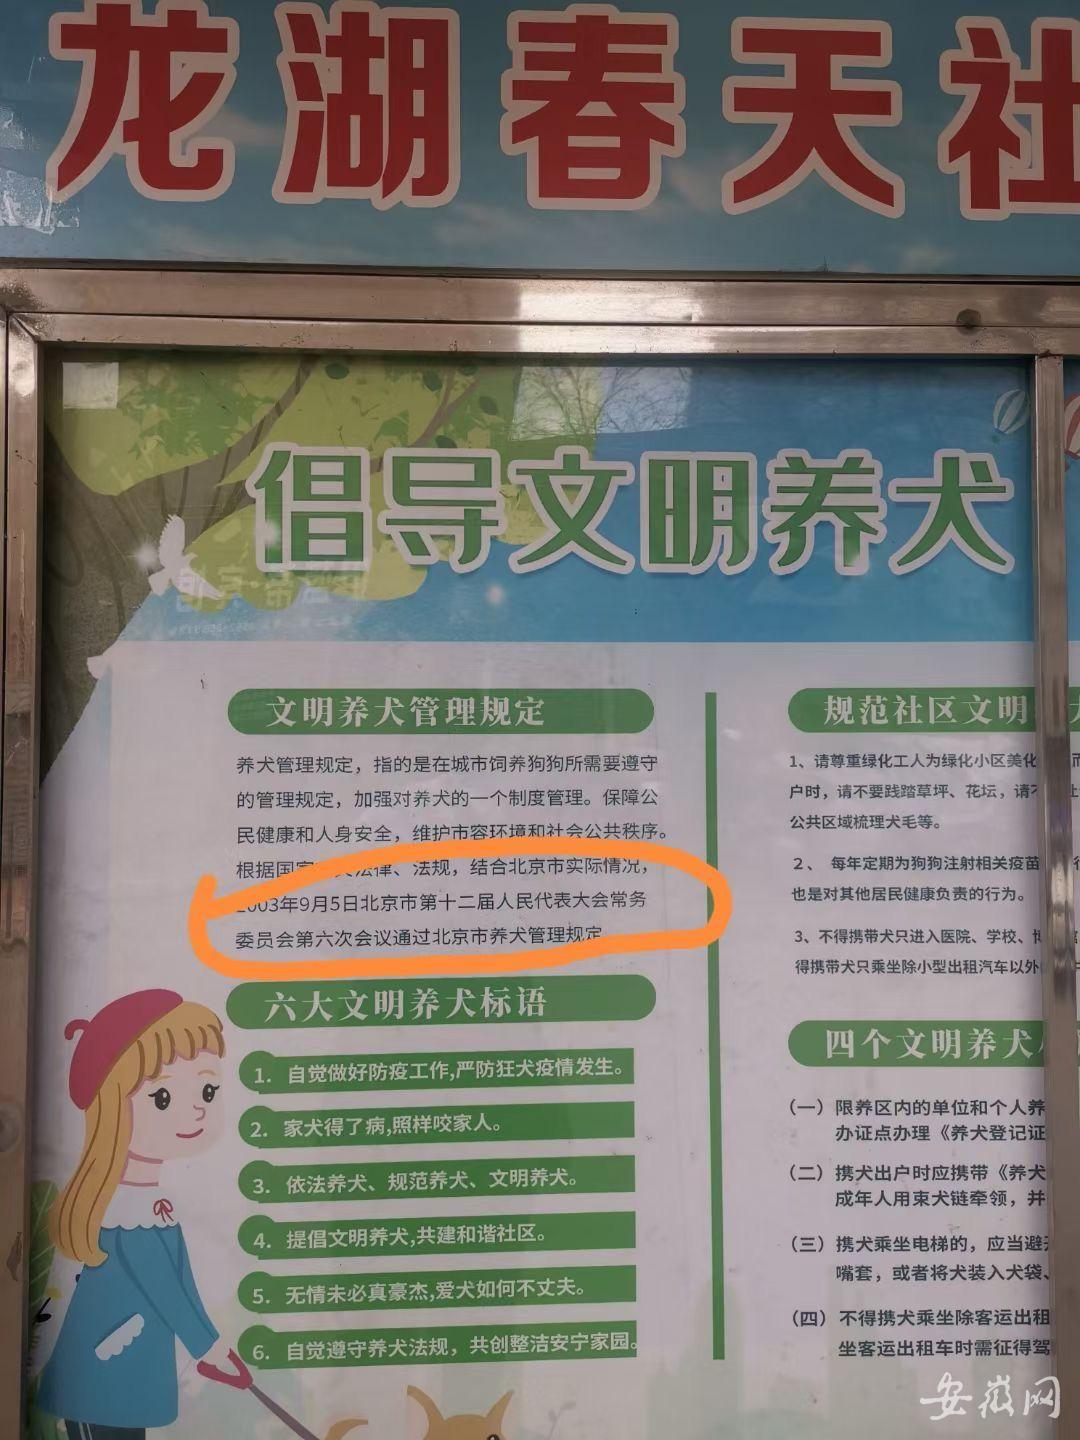 龙湖春天社
倡导文明养犬
文明养犬管理规定
养犬管理规定，指的是在城市饲养狗狗所需要遵守
的管理规定，加强对养犬的一个制度管理。保障公
民健康和人身安全，维护市容环境和社会公共秩序。
根据国家 法律、法规，结合北京市实际情况，
2003年9月5日北京市第十二届人民代表大会常务
委员会第六次会议通过北京市养犬管理规定
六大文明养犬标语
1. 自觉做好防疫工作,严防狂犬疫情发生。
2. 家犬得了病,照样咬家人。
3. 依法养犬、规范养犬、文明养犬。
4. 提倡文明养犬,共建和谐社区。
5. 无情未必真豪杰,爱犬如何不丈夫。
6. 自觉遵守养犬法规，共创整洁安宁家园。
规范社区文明
1、请尊重绿化工人为绿化小区美化
户时，请不要践踏草坪、花坛，请
公共区域梳理犬毛等。
2、 每年定期为狗狗注射相关疫苗
也是对其他居民健康负责的行为。
3、不得携带犬只进入医院、学校、博
得携带犬只乘坐除小型出租汽车以外
四个文明养犬
（一）限养区内的单位和个人养
办证点办理《养犬登记证
（二）携犬出户时应携带《养犬
成年人用束犬链牵领，并
（三）携犬乘坐电梯的，应当避
嘴套，或者将犬装入犬袋、
（四）不得携犬乘坐除客运出租
坐客运出租车时需征得驾
安徽网